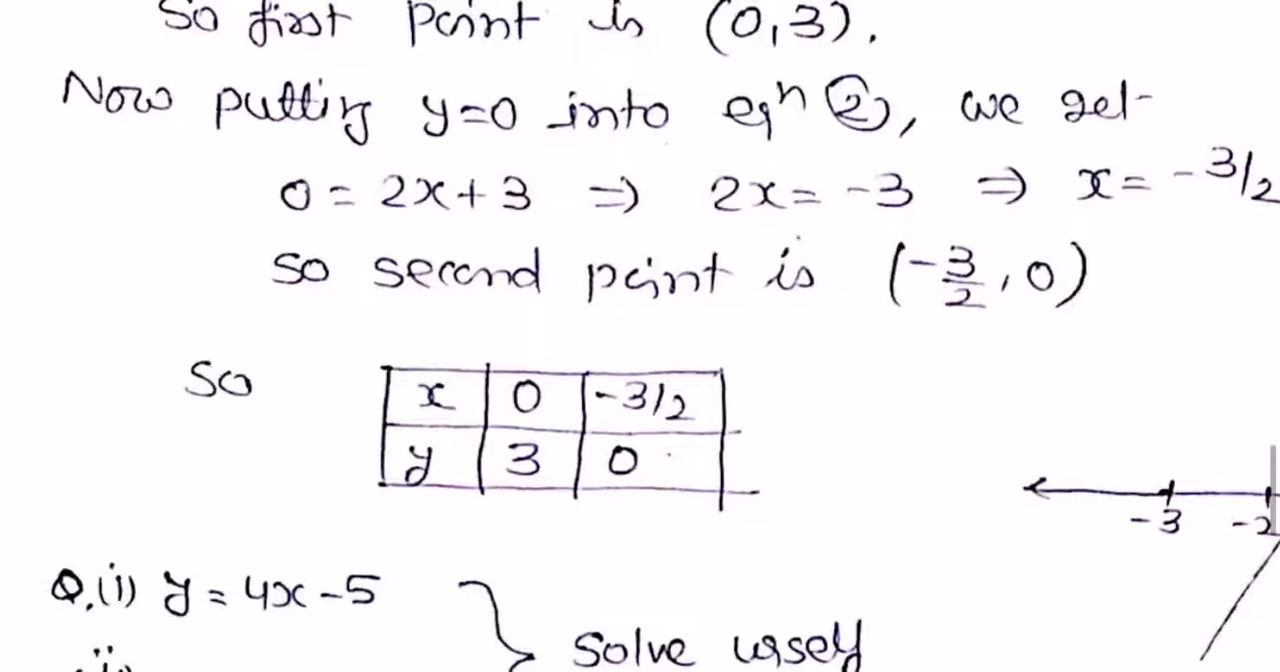 So first point is (0,3).
Now putting y=0 into eqⁿ ②, we get
0 = 2x+3 ⇒ 2x = -3 ⇒ x = -3/2
so second point is (-3/2, 0)
So
x 0 -3/2
y 3 0
-3 -2
Q.(i) y = 4x-5
Solve urself